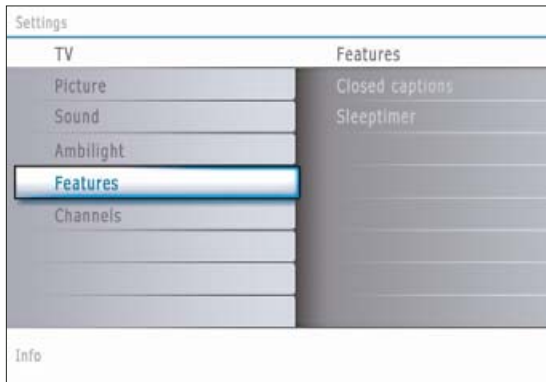 Settings
TV
Features
Picture
Closed captions
Sound
Sleeptimer
Ambilight
Features
Channels
Info